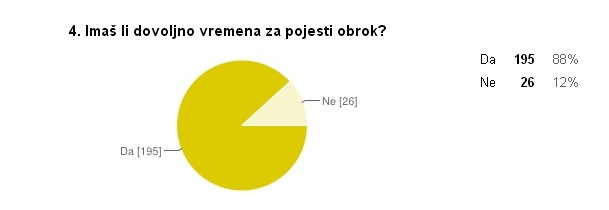 4. Imaš li dovoljno vremena za pojesti obrok?
Da 195 88%
Ne 26 12%
Ne [26]
Da [195]